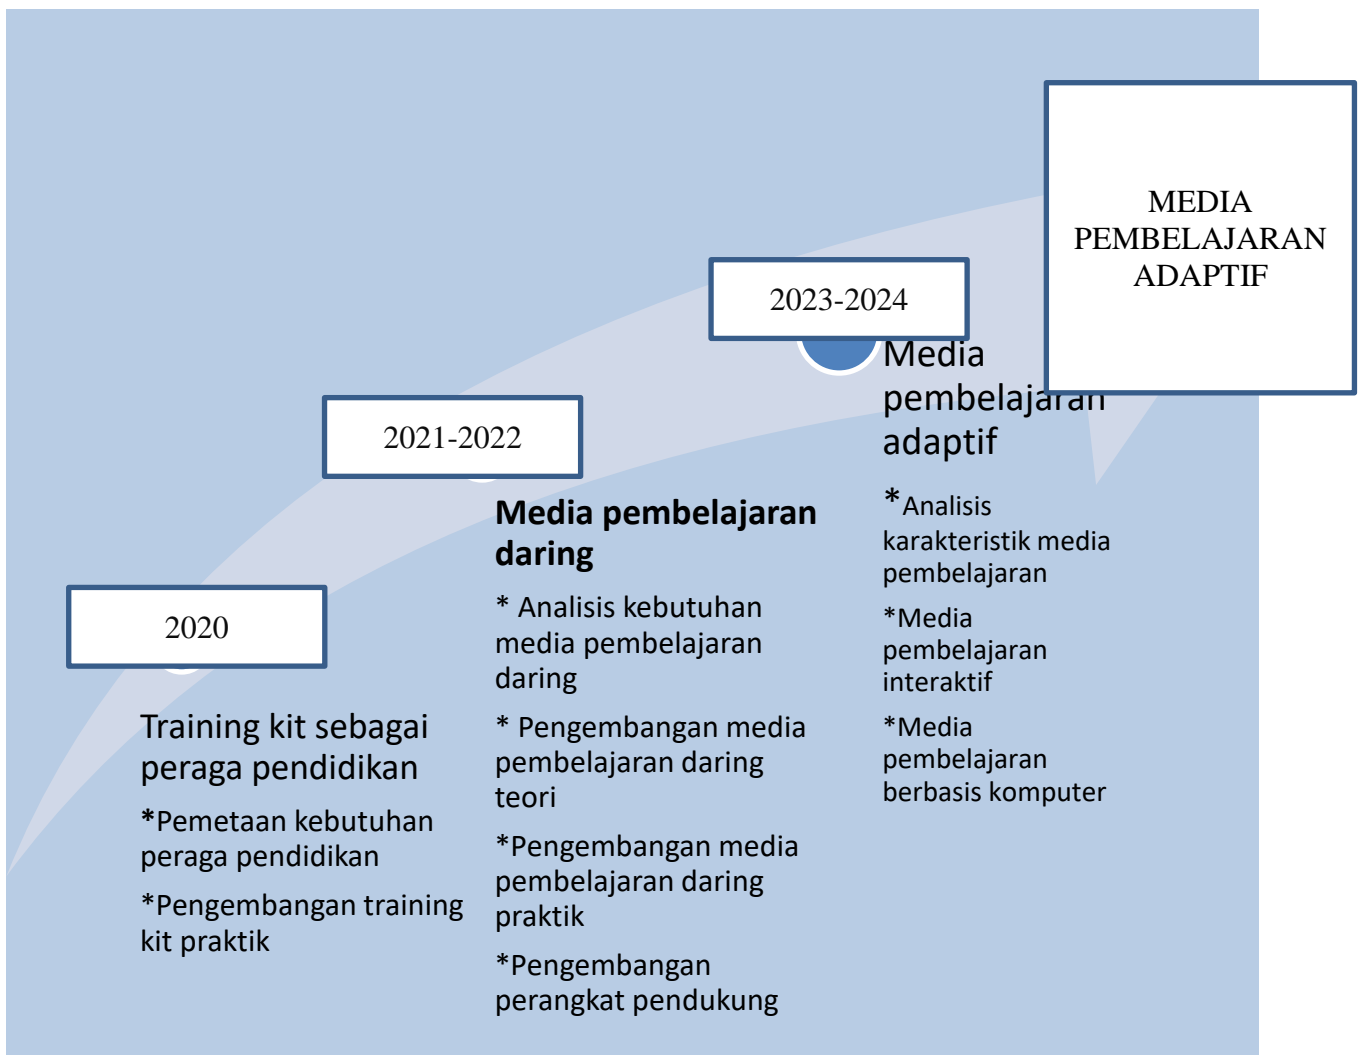 MEDIA
PEMBELAJARAN
ADAPTIF
2023-2024
Media
pembelajaran
adaptif
*Analisis
karakteristik media
pembelajaran
*Media
pembelajaran
interaktif
*Media
pembelajaran
berbasis komputer
2021-2022
Media pembelajaran
daring
* Analisis kebutuhan
media pembelajaran
daring
* Pengembangan media
pembelajaran daring
teori
*Pengembangan media
pembelajaran daring
praktik
*Pengembangan
perangkat pendukung
2020
Training kit sebagai
peraga pendidikan
*Pemetaan kebutuhan
peraga pendidikan
*Pengembangan training
kit praktik